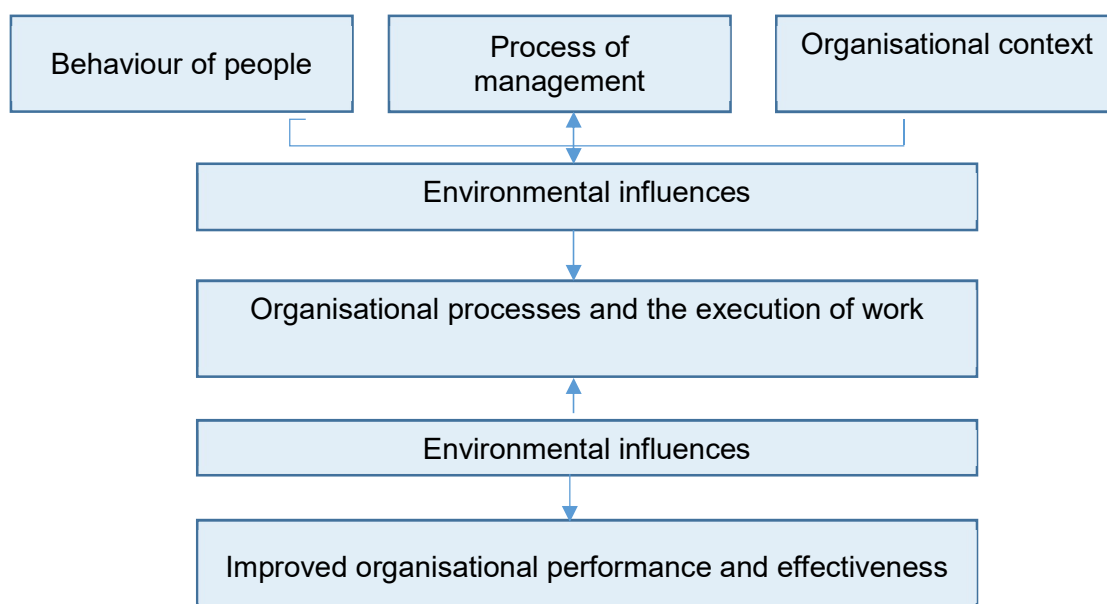 Behaviour of people
Process of
management
Organisational context
Environmental influences
Organisational processes and the execution of work
Environmental influences
Improved organisational performance and effectiveness